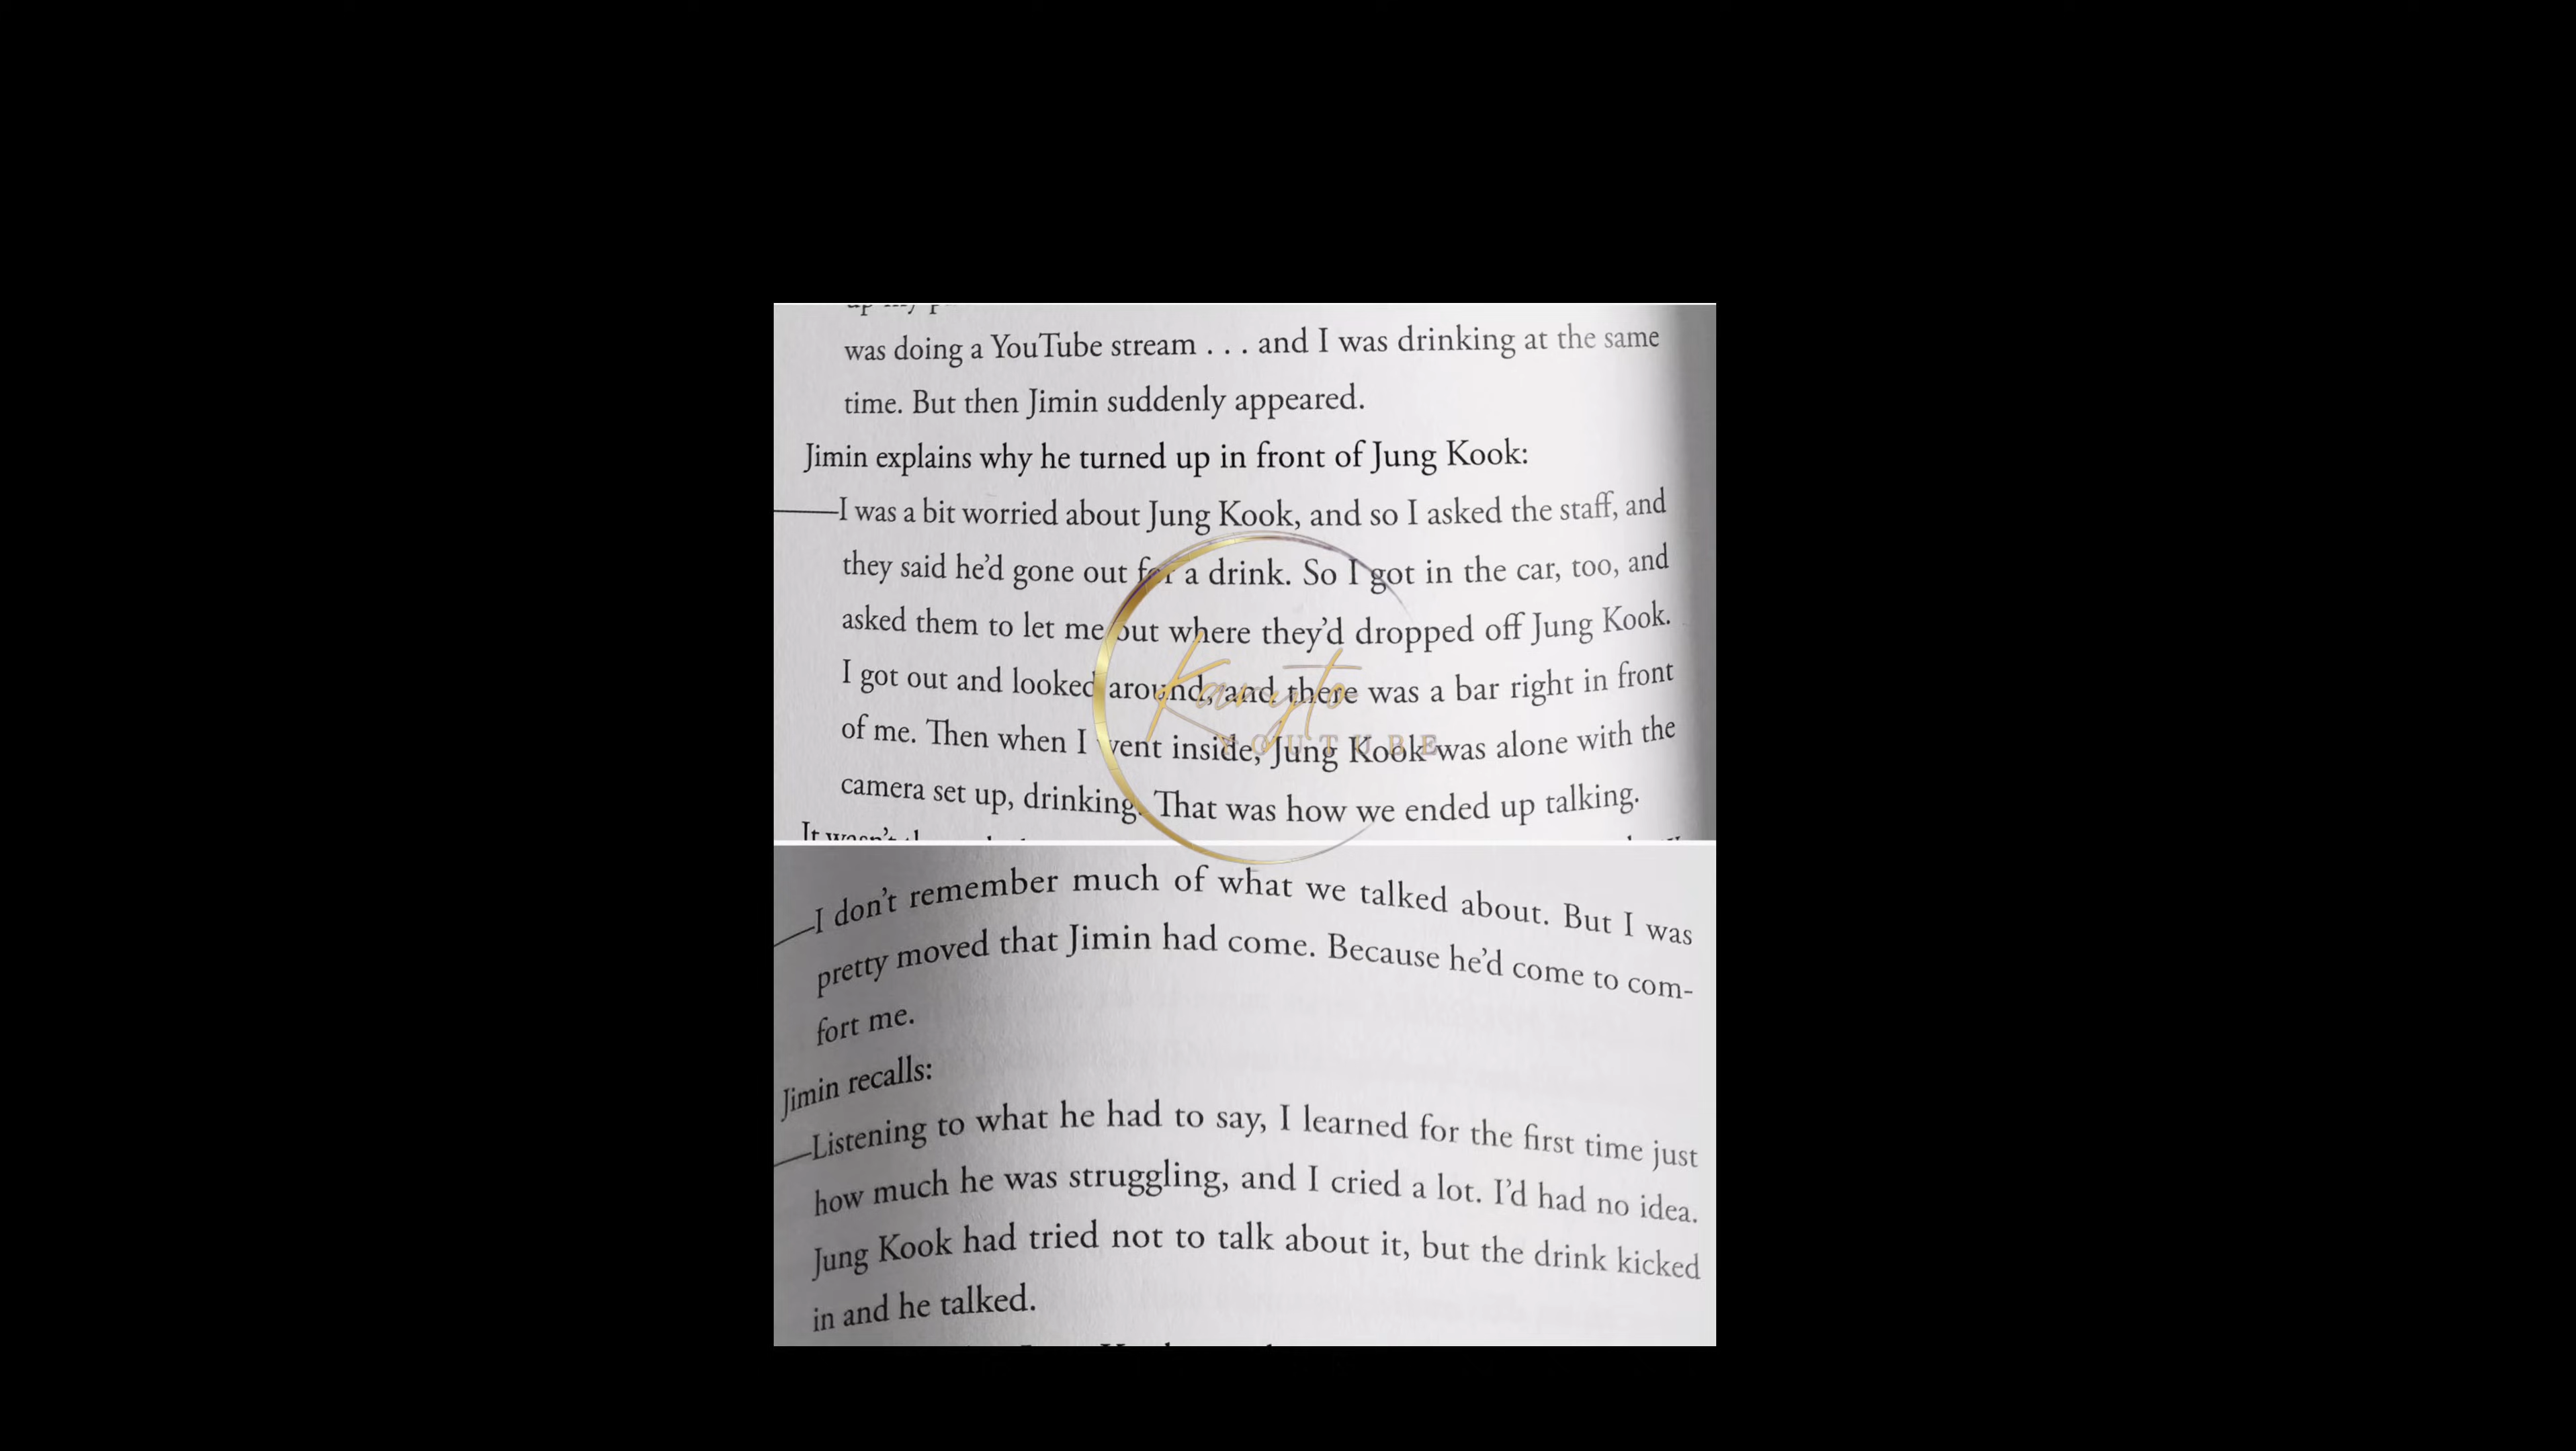 was doing a YouTube stream . . . and I was drinking at the same
time. But then Jimin suddenly appeared.
Jimin explains why he turned up in front of Jung Kook:
—I was a bit worried about Jung Kook, and so I asked the staff, and
they said he’d gone out for a drink. So I got in the car, too, and
asked them to let me out where they’d dropped off Jung Kook.
I got out and looked around, and there was a bar right in front
of me. Then when I went inside, Jung Kook was alone with the
camera set up, drinking. That was how we ended up talking.
Karyto
YOUTUBE
—I don’t remember much of what we talked about. But I was
pretty moved that Jimin had come. Because he’d come to com-
fort me.
Jimin recalls:
—Listening to what he had to say, I learned for the first time just
how much he was struggling, and I cried a lot. I’d had no idea.
Jung Kook had tried not to talk about it, but the drink kicked
in and he talked.